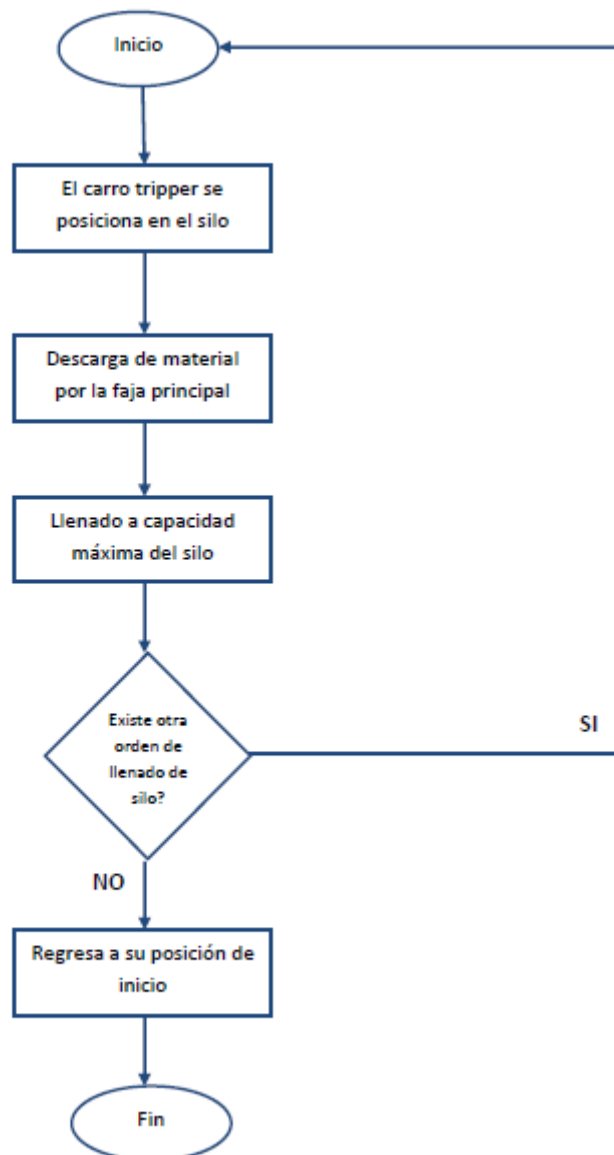 Inicio
El carro tripper se
posiciona en el silo
Descarga de material
por la faja principal
Llenado a capacidad
máxima del silo
Existe otra
orden de
llenado de
silo?
SI
NO
Regresa a su posición de
inicio
Fin